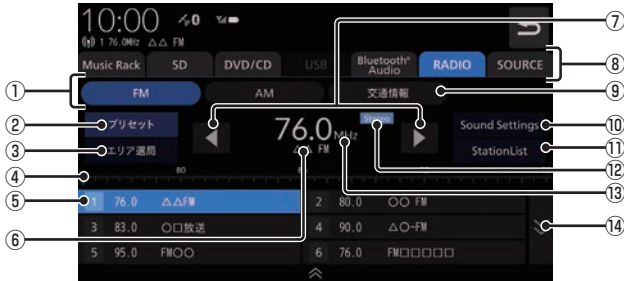 10:00
1 76.0MHz △△ FM
Music Rack SD DVD/CD USB Bluetooth® Audio RADIO SOURCE
FM AM 交通情報
プリセット 76.0MHz Stereo Sound Settings
エリア選局 △△ FM StationList
80 80 90
1 76.0 △△FM 2 80.0 ○○ FM
3 83.0 ○□放送 4 90.0 △○-FM
5 95.0 FM○○ 6 76.0 FM□□□□□
①
②
③
④
⑤
⑥
⑦
⑧
⑨
⑩
⑪
⑫
⑬
⑭